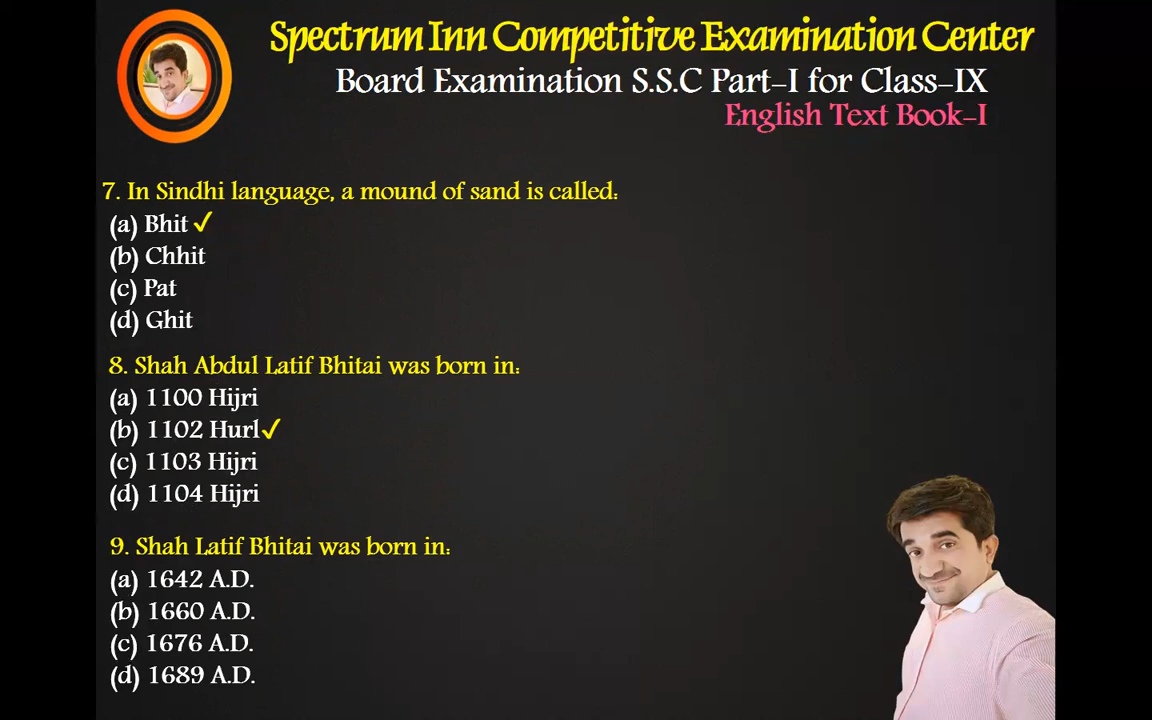 Spectrum Inn Competitive Examination Center
Board Examination S.S.C Part-I for Class-IX
English Text Book-I
7. In Sindhi language, a mound of sand is called:
(a) Bhit ✓
(b) Chhit
(c) Pat
(d) Ghit
8. Shah Abdul Latif Bhitai was born in:
(a) 1100 Hijri
(b) 1102 Hurl ✓
(c) 1103 Hijri
(d) 1104 Hijri
9. Shah Latif Bhitai was born in:
(a) 1642 A.D.
(b) 1660 A.D.
(c) 1676 A.D.
(d) 1689 A.D.